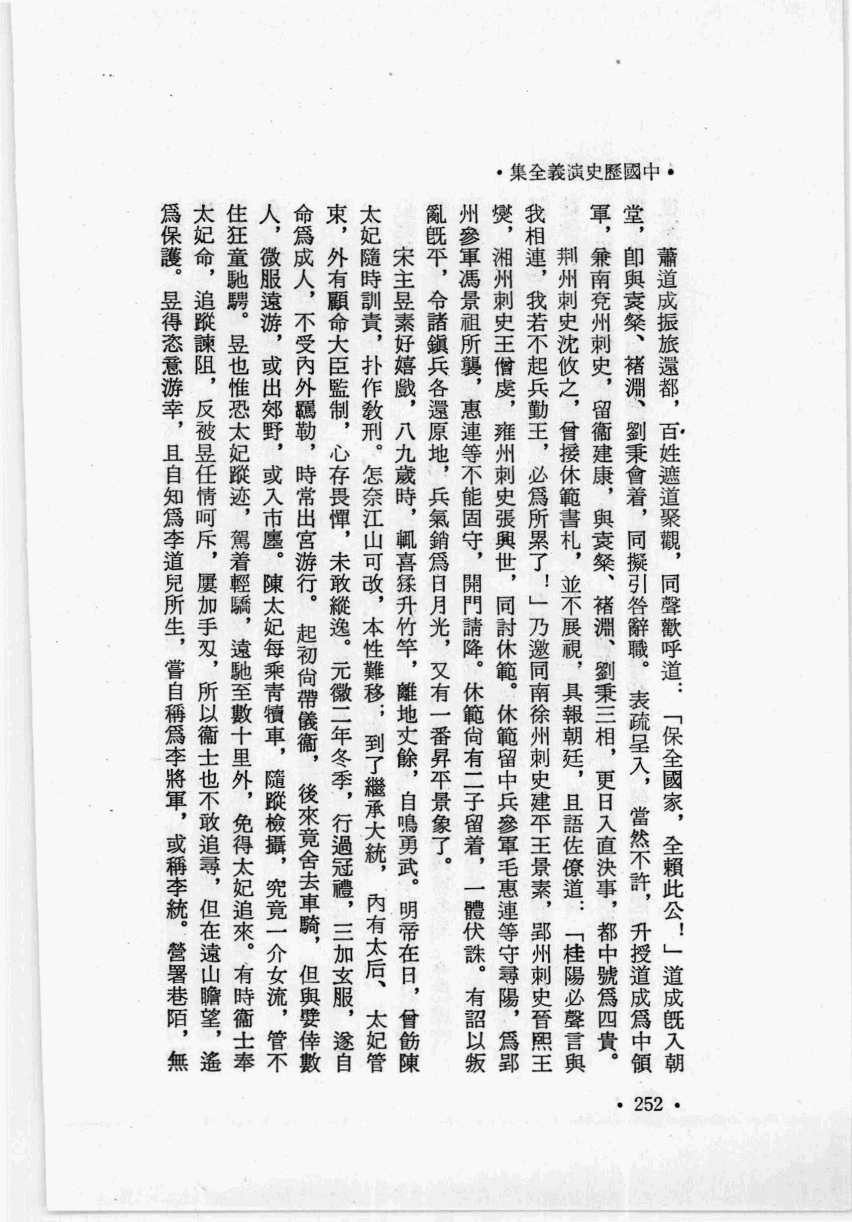 •中國歷史演義全集•
蕭道成振旅還都，百姓遮道聚觀，同聲歡呼道：「保全國家，全賴此公！」道成旣入朝
堂，卽與袁粲、褚淵、劉秉會着，同擬引咎辭職。表疏呈入，當然不許，升授道成爲中領
軍，兼南兗州刺史，留衞建康，與袁粲、褚淵、劉秉三相，更日入直決事，都中號爲四貴。
荆州刺史沈攸之，曾接休範書札，並不展視，具報朝廷，且語佐僚道：「桂陽必聲言與
我相連，我若不起兵勤王，必爲所累了！」乃邀同南徐州刺史建平王景素，郢州刺史晉熙王
燮，湘州刺史王僧虔，雍州刺史張興世，同討休範。休範留中兵參軍毛惠連等守尋陽，爲郢
州參軍馮景祖所襲，惠連等不能固守，開門請降。休範尙有二子留着，一體伏誅。有詔以叛
亂旣平，令諸鎭兵各還原地，兵氣銷爲日月光，又有一番昇平景象了。
宋主昱素好嬉戲，八九歲時，輒喜猱升竹竿，離地丈餘，自鳴勇武。明帝在日，曾飭陳
太妃隨時訓責，扑作敎刑。怎奈江山可改，本性難移；到了繼承大統，內有太后、太妃管
束，外有顧命大臣監制，心存畏憚，未敢縱逸。元徽二年冬季，行過冠禮，三加玄服，遂自
命爲成人，不受內外羈勒，時常出宮游行。起初尙帶儀衞，後來竟舍去車騎，但與嬖倖數
人，微服遠游，或出郊野，或入市廛。陳太妃每乘靑犢車，隨蹤檢攝，究竟一介女流，管不
住狂童馳騁。昱也惟恐太妃蹤迹，駕着輕驕，遠馳至數十里外，免得太妃追來。有時衞士奉
太妃命，追蹤諫阻，反被昱任情呵斥，屢加手刃，所以衞士也不敢追尋，但在遠山瞻望，遙
爲保護。昱得恣意游幸，且自知爲李道兒所生，嘗自稱爲李將軍，或稱李統。營署巷陌，無
•252•